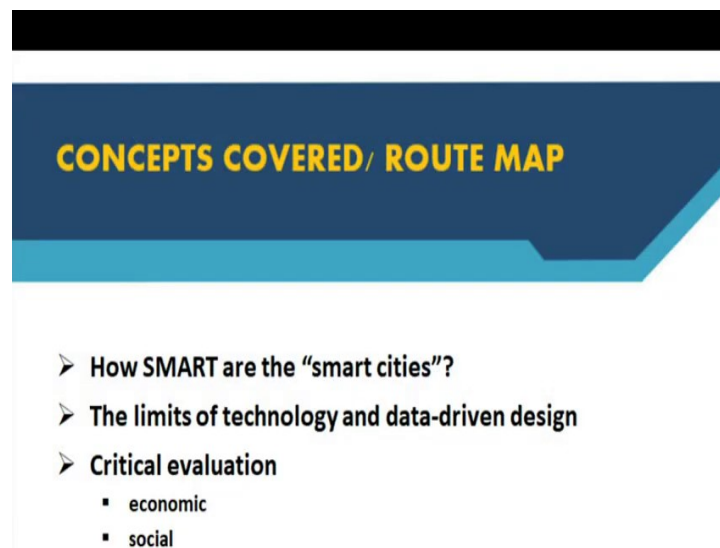 CONCEPTS COVERED/ ROUTE MAP
How SMART are the “smart cities”?
The limits of technology and data-driven design
Critical evaluation
economic
social